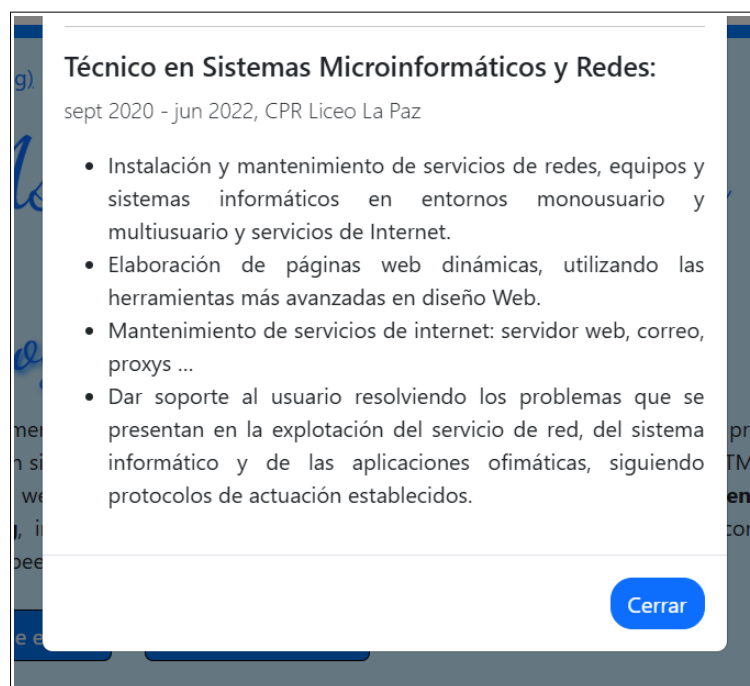 Técnico en Sistemas Microinformáticos y Redes:
sept 2020 - jun 2022, CPR Liceo La Paz
• Instalación y mantenimiento de servicios de redes, equipos y
sistemas informáticos en entornos monousuario y
multiusuario y servicios de Internet.
• Elaboración de páginas web dinámicas, utilizando las
herramientas más avanzadas en diseño Web.
• Mantenimiento de servicios de internet: servidor web, correo,
proxys ...
• Dar soporte al usuario resolviendo los problemas que se
presentan en la explotación del servicio de red, del sistema
informático y de las aplicaciones ofimáticas, siguiendo
protocolos de actuación establecidos.
Cerrar